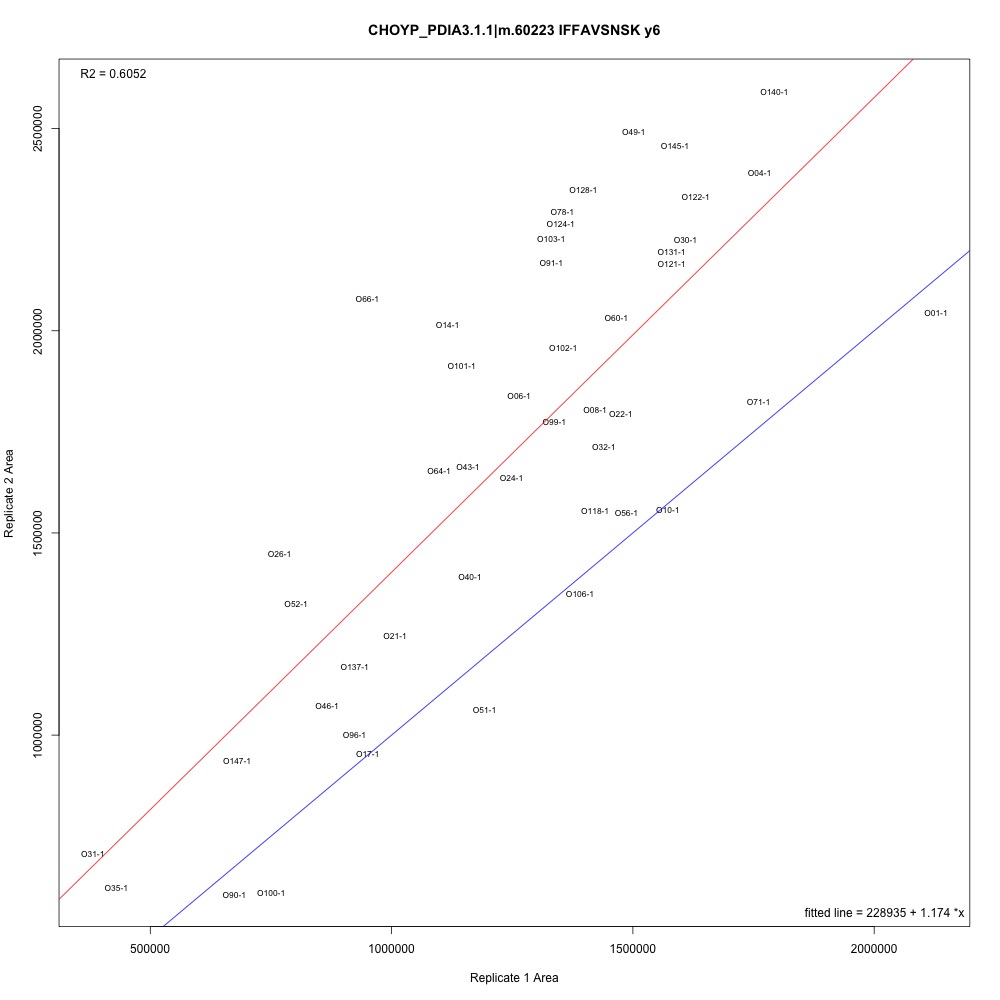 CHOYP_PDIA3.1.1|m.60223 IFFAVSNSK y6
R2 = 0.6052
O140-1
O49-1
O145-1
O04-1
O128-1
O122-1
O78-1
O124-1
O103-1
O30-1
O131-1
O91-1
O121-1
O66-1
O01-1
O14-1
O60-1
O102-1
O101-1
O06-1
O71-1
O08-1
O22-1
O99-1
O32-1
O43-1
O64-1
O24-1
O118-1
O56-1
O10-1
O26-1
O40-1
O106-1
O52-1
O21-1
O137-1
O46-1
O51-1
O96-1
O17-1
O147-1
O31-1
O35-1
O90-1
O100-1
fitted line = 228935 + 1.174 *x
2500000
2000000
1500000
1000000
Replicate 2 Area
500000 1000000 1500000 2000000
Replicate 1 Area